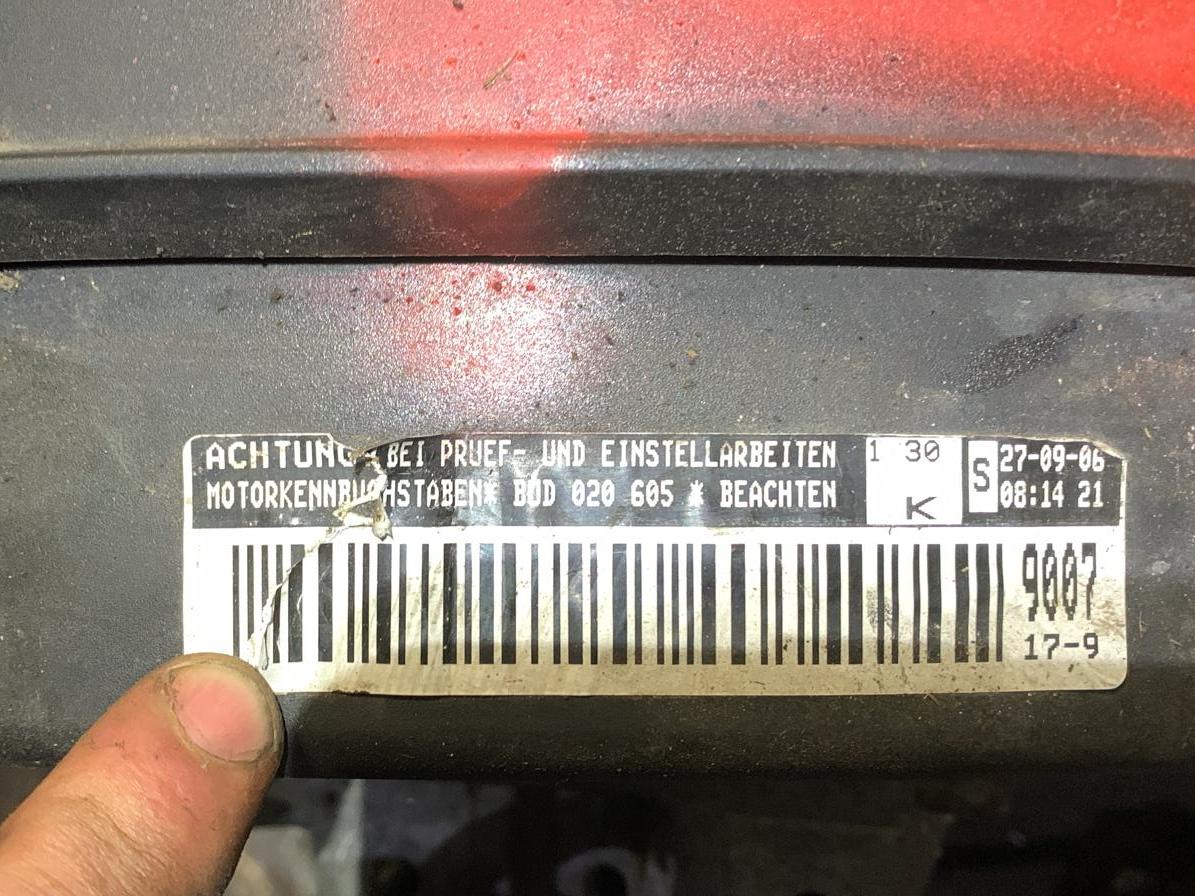 ACHTUNG BEI PRUEF- UND EINSTELLARBEITEN
MOTORKENNBUCHSTABEN* BUD 020 605 * BEACHTEN
1 30
K
S
27-09-06
08:14 21
9007
17-9